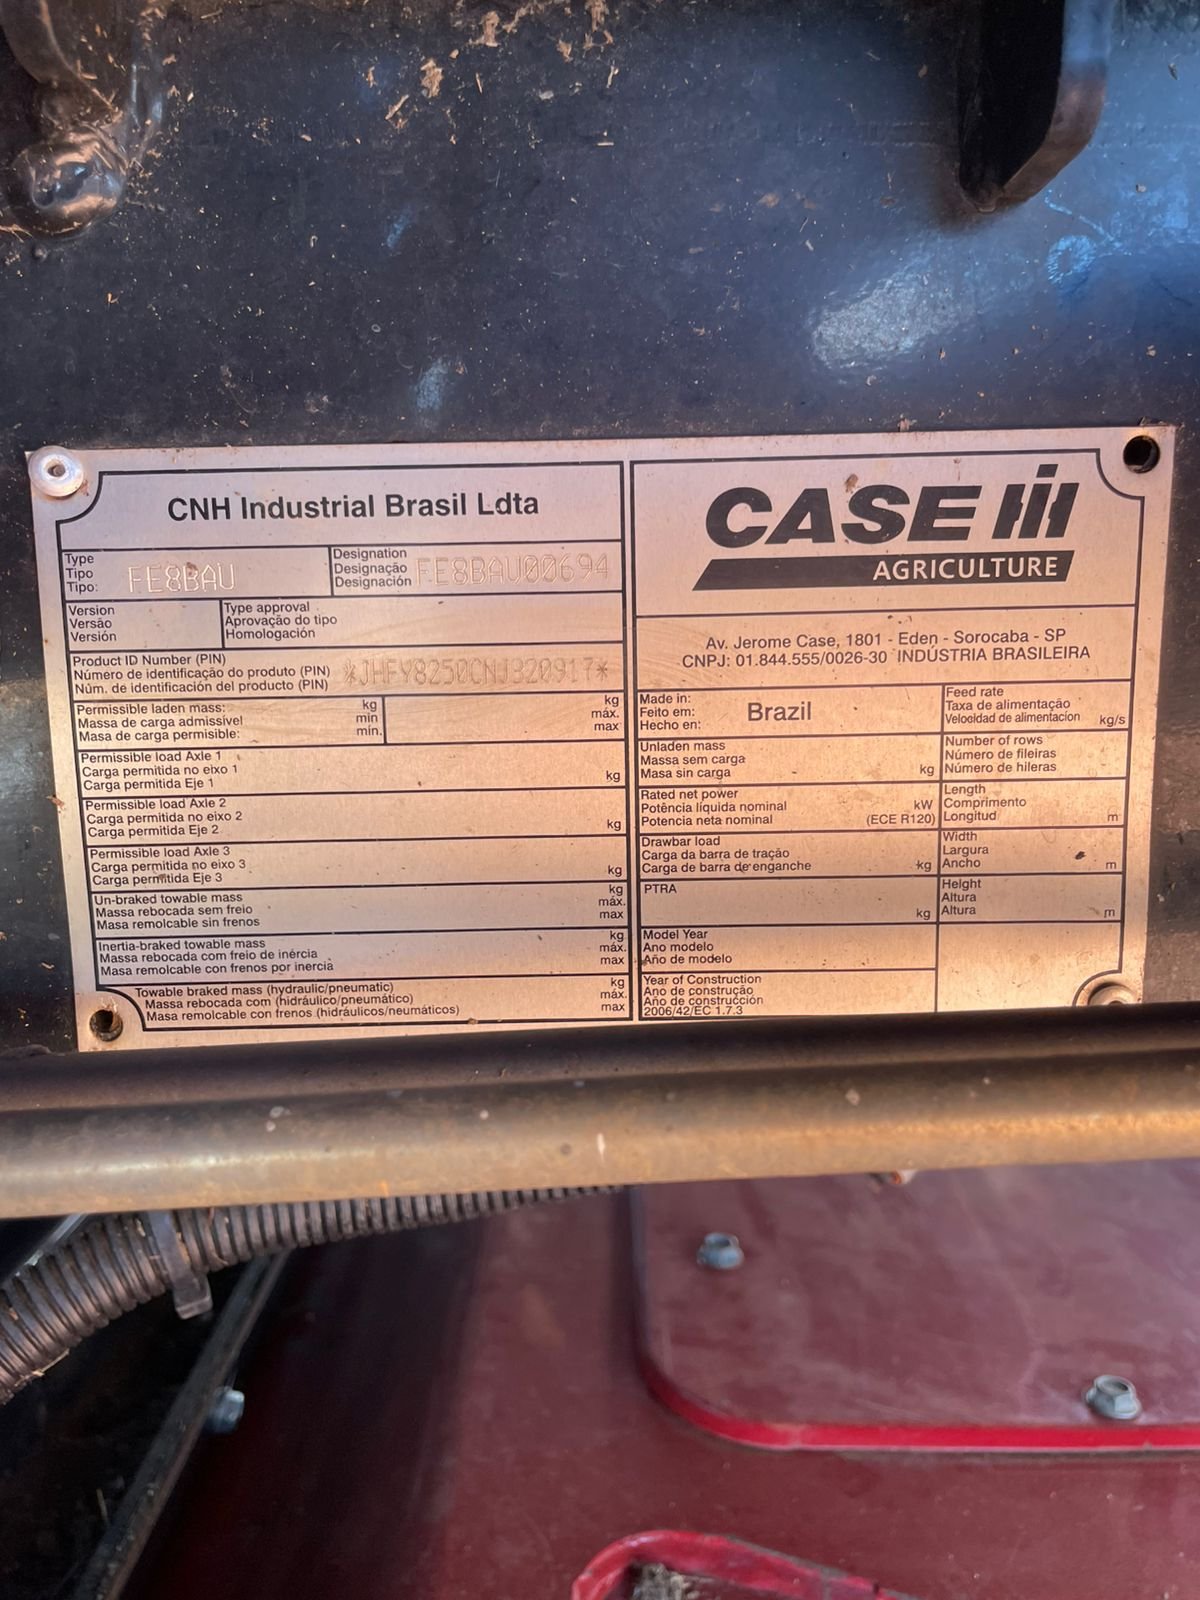 CNH Industrial Brasil Ldta
Type
Tipo
Tipo:
FE8BAU
Designation
Designação
Designación
FE8BAU00694
Version
Versão
Versión
Type approval
Aprovação do tipo
Homologación
Product ID Number (PIN)
Número de identificação do produto (PIN)
Núm. de identificación del producto (PIN)
*JHFY8250CNJ320917*
Permissible laden mass: kg
Massa de carga admissível min
Masa de carga permisible: min.
kg
máx.
max
Permissible load Axle 1
Carga permitida no eixo 1
Carga permitida Eje 1 kg
Permissible load Axle 2
Carga permitida no eixo 2
Carga permitida Eje 2 kg
Permissible load Axle 3
Carga permitida no eixo 3
Carga permitida Eje 3 kg
Un-braked towable mass kg
Massa rebocada sem freio máx.
Masa remolcable sin frenos max
Inertia-braked towable mass kg
Massa rebocada com freio de inércia máx.
Masa remolcable con frenos por inercia max
Towable braked mass (hydraulic/pneumatic) kg
Massa rebocada com (hidráulico/pneumático) máx.
Masa remolcable con frenos (hidráulicos/neumáticos) max
CASE IH
AGRICULTURE
Av. Jerome Case, 1801 - Eden - Sorocaba - SP
CNPJ: 01.844.555/0026-30 INDÚSTRIA BRASILEIRA
Made in:
Feito em:
Hecho en:
Brazil
Feed rate
Taxa de alimentação
Velocidad de alimentacíon kg/s
Unladen mass
Massa sem carga
Masa sin carga kg
Number of rows
Número de fileiras
Número de hileras
Rated net power
Potência líquida nominal kW
Potencia neta nominal (ECE R120)
Length
Comprimento
Longitud m
Drawbar load
Carga da barra de tração
Carga de barra de enganche kg
Width
Largura
Ancho m
PTRA
kg
Height
Altura
Altura m
Model Year
Ano modelo
Año de modelo
Year of Construction
Ano de construção
Año de construcción
2006/42/EC 1.7.3